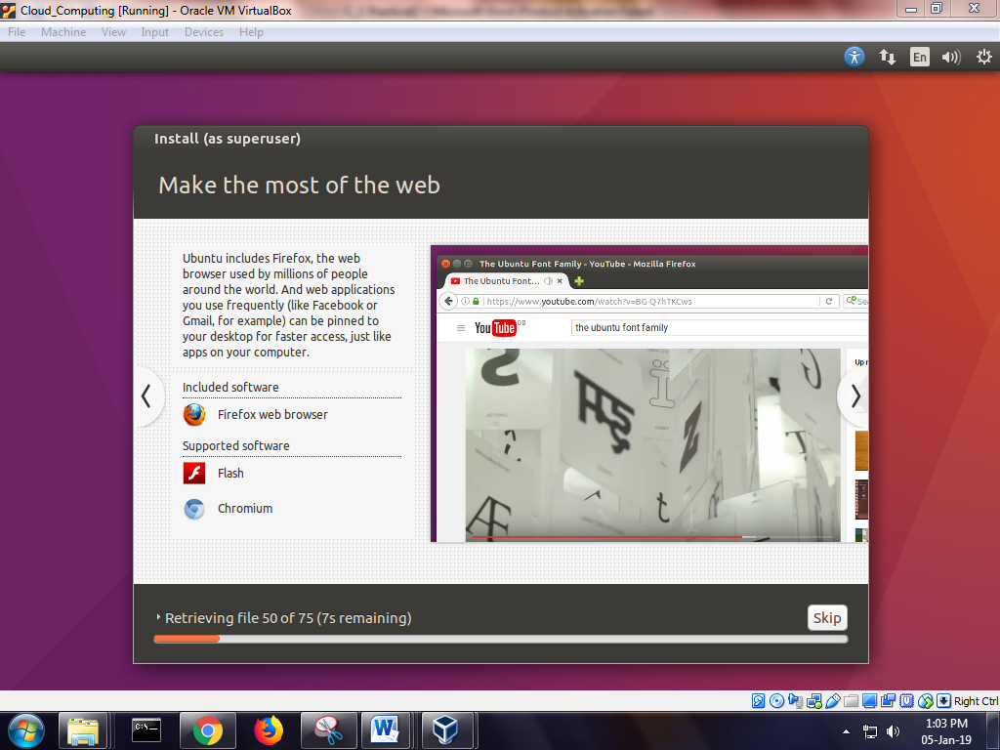 Cloud_Computing [Running] - Oracle VM VirtualBox
File Machine View Input Devices Help
En
Install (as superuser)
Make the most of the web
Ubuntu includes Firefox, the web
browser used by millions of people
around the world. And web applications
you use frequently (like Facebook or
Gmail, for example) can be pinned to
your desktop for faster access, just like
apps on your computer.
Included software
Firefox web browser
Supported software
Flash
Chromium
The Ubuntu Font Family - YouTube - Mozilla Firefox
The Ubuntu Font...
https://www.youtube.com/watch?v=BG-Q7hTKCws
YouTube GB
the ubuntu font family
Up
Retrieving file 50 of 75 (7s remaining)
Skip
Right Ctrl
C:\
1:03 PM
05-Jan-19